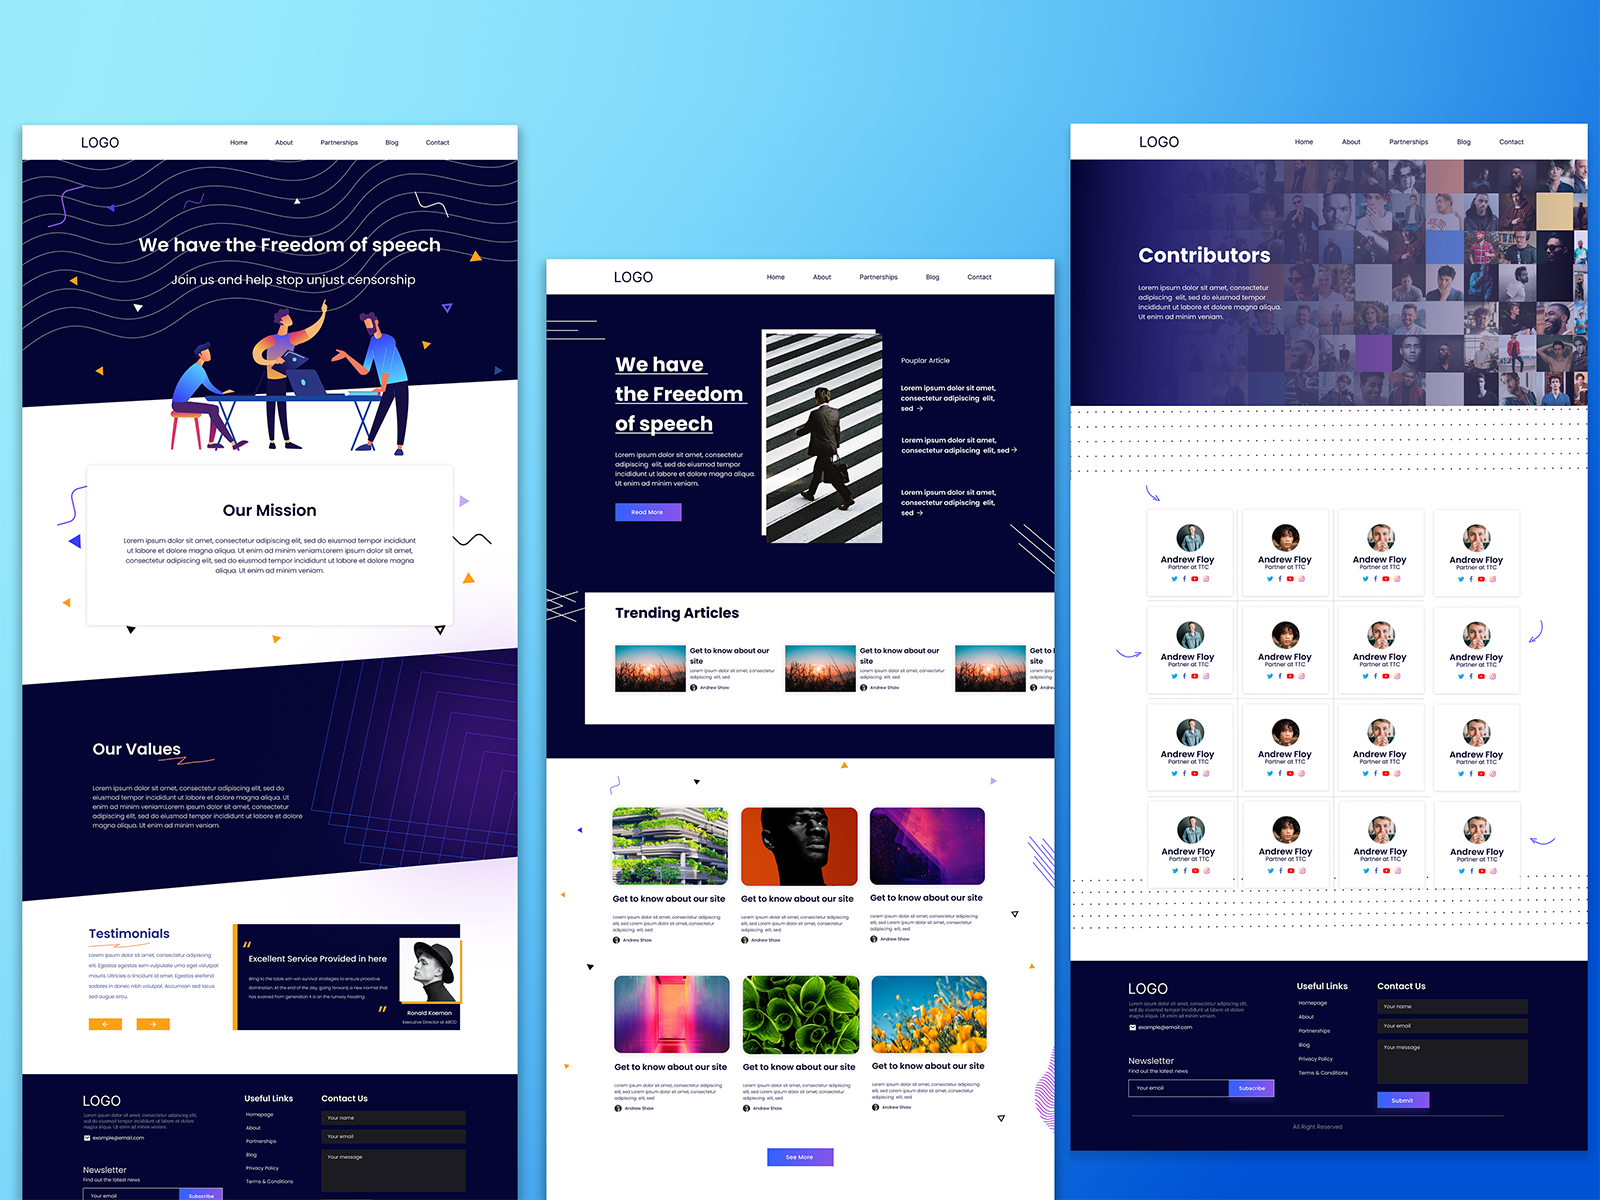 LOGO
Home About Partnerships Blog Contact
We have the Freedom of speech
Join us and help stop unjust censorship
Our Mission
Lorem ipsum dolor sit amet, consectetur adipiscing elit, sed do eiusmod tempor incididunt
ut labore et dolore magna aliqua. Ut enim ad minim veniam.Lorem ipsum dolor sit amet,
consectetur adipiscing elit, sed do eiusmod tempor incididunt ut labore et dolore magna
aliqua. Ut enim ad minim veniam.
Our Values
Lorem ipsum dolor sit amet, consectetur adipiscing elit, sed do
eiusmod tempor incididunt ut labore et dolore magna aliqua. Ut
enim ad minim veniam.Lorem ipsum dolor sit amet, consectetur
adipiscing elit, sed do eiusmod tempor incididunt ut labore et dolore
magna aliqua. Ut enim ad minim veniam.
Testimonials
Lorem ipsum dolor sit amet, consectetur adipiscing
elit. Egestas egestas sem vulputate urna eget vitae
mauris. Ultricies a tincidunt id amet. Egestas eleifend
sodales in donec nibh volutpat. Accumsan sed lacus
sed augue arcu.
“
Excellent Service Provided in here
Bring to the table win-win survival strategies to ensure proactive
domination. At the end of the day, going forward, a new normal that
has evolved from generation X is on the runway heading.
”
Ronald Koeman
Executive Director at ABCD
LOGO
Lorem ipsum dolor sit amet, consectetur adipiscing elit,
sed do eiusmod tempor incididunt ut labore et dolore
magna aliqua. Ut enim ad minim veniam.
example@email.com
Newsletter
Find out the latest news
Your email
Subscribe
Useful Links
Homepage
About
Partnerships
Blog
Privacy Policy
Terms & Conditions
Contact Us
Your name
Your email
Your message
LOGO
Home About Partnerships Blog Contact
We have
the Freedom
of speech
Lorem ipsum dolor sit amet, consectetur
adipiscing elit, sed do eiusmod tempor
incididunt ut labore et dolore magna aliqua.
Ut enim ad minim veniam.
Read More
Pouplar Article
Lorem ipsum dolor sit amet,
consectetur adipiscing elit,
sed →
Lorem ipsum dolor sit amet,
consectetur adipiscing elit, sed →
Lorem ipsum dolor sit amet,
consectetur adipiscing elit,
sed →
Trending Articles
Get to know about our
site
Lorem ipsum dolor sit amet, consectetur
adipiscing elit, sed
Andrew Shaw
Get to know about our
site
Lorem ipsum dolor sit amet, consectetur
adipiscing elit, sed
Andrew Shaw
Get to
site
Lorem ipsum
adipiscing
Get to know about our site
Lorem ipsum dolor sit amet, consectetur adipiscing
elit, sed Lorem ipsum dolor sit amet, consectetur
adipiscing elit, sed
Andrew Shaw
Get to know about our site
Lorem ipsum dolor sit amet, consectetur adipiscing
elit, sed Lorem ipsum dolor sit amet, consectetur
adipiscing elit, sed
Andrew Shaw
Get to know about our site
Lorem ipsum dolor sit amet, consectetur adipiscing
elit, sed Lorem ipsum dolor sit amet, consectetur
adipiscing elit, sed
Andrew Shaw
Get to know about our site
Lorem ipsum dolor sit amet, consectetur adipiscing
elit, sed Lorem ipsum dolor sit amet, consectetur
adipiscing elit, sed
Andrew Shaw
Get to know about our site
Lorem ipsum dolor sit amet, consectetur adipiscing
elit, sed Lorem ipsum dolor sit amet, consectetur
adipiscing elit, sed
Andrew Shaw
Get to know about our site
Lorem ipsum dolor sit amet, consectetur adipiscing
elit, sed Lorem ipsum dolor sit amet, consectetur
adipiscing elit, sed
Andrew Shaw
See More
LOGO
Home About Partnerships Blog Contact
Contributors
Lorem ipsum dolor sit amet, consectetur
adipiscing elit, sed do eiusmod tempor
incididunt ut labore et dolore magna aliqua.
Ut enim ad minim veniam.
Andrew Floy Andrew Floy Andrew Floy Andrew Floy
Partner at TTC Partner at TTC Partner at TTC Partner at TTC
Andrew Floy Andrew Floy Andrew Floy Andrew Floy
Partner at TTC Partner at TTC Partner at TTC Partner at TTC
Andrew Floy Andrew Floy Andrew Floy Andrew Floy
Partner at TTC Partner at TTC Partner at TTC Partner at TTC
Andrew Floy Andrew Floy Andrew Floy Andrew Floy
Partner at TTC Partner at TTC Partner at TTC Partner at TTC
LOGO
Lorem ipsum dolor sit amet, consectetur adipiscing elit,
sed do eiusmod tempor incididunt ut labore et dolore
magna aliqua. Ut enim ad minim veniam.
example@email.com
Newsletter
Find out the latest news
Your email
Subscribe
Useful Links
Homepage
About
Partnerships
Blog
Privacy Policy
Terms & Conditions
Contact Us
Your name
Your email
Your message
Submit
All Right Reserved